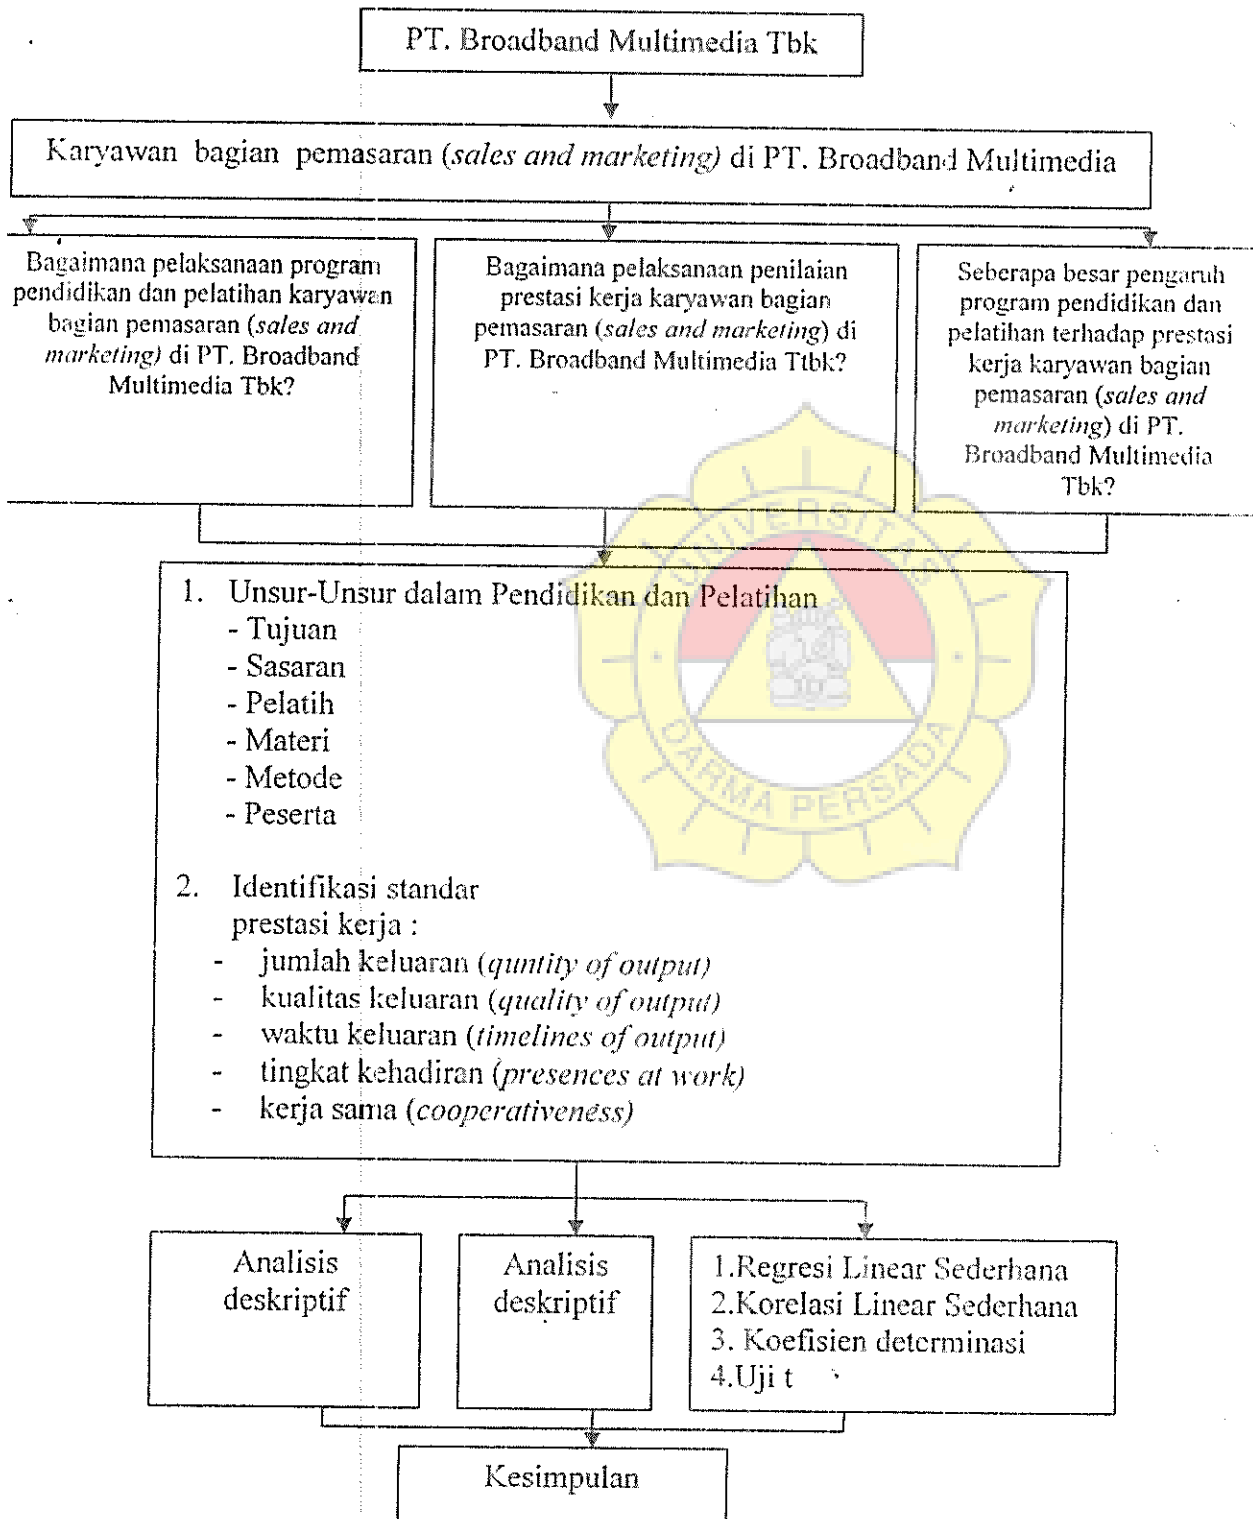 PT. Broadband Multimedia Tbk
Karyawan bagian pemasaran (sales and marketing) di PT. Broadband Multimedia
Bagaimana pelaksanaan program
pendidikan dan pelatihan karyawan
bagian pemasaran (sales and
marketing) di PT. Broadband
Multimedia Tbk?
Bagaimana pelaksanaan penilaian
prestasi kerja karyawan bagian
pemasaran (sales and marketing) di
PT. Broadband Multimedia Ttbk?
Seberapa besar pengaruh
program pendidikan dan
pelatihan terhadap prestasi
kerja karyawan bagian
pemasaran (sales and
marketing) di PT.
Broadband Multimedia
Tbk?
UNIVERSITAS
DARMA PERSADA
1. Unsur-Unsur dalam Pendidikan dan Pelatihan
- Tujuan
- Sasaran
- Pelatih
- Materi
- Metode
- Peserta
2. Identifikasi standar
prestasi kerja :
- jumlah keluaran (quntity of output)
- kualitas keluaran (quality of output)
- waktu keluaran (timelines of output)
- tingkat kehadiran (presences at work)
- kerja sama (cooperativeness)
Analisis
deskriptif
Analisis
deskriptif
1.Regresi Linear Sederhana
2.Korelasi Linear Sederhana
3. Koefisien determinasi
4.Uji t
Kesimpulan